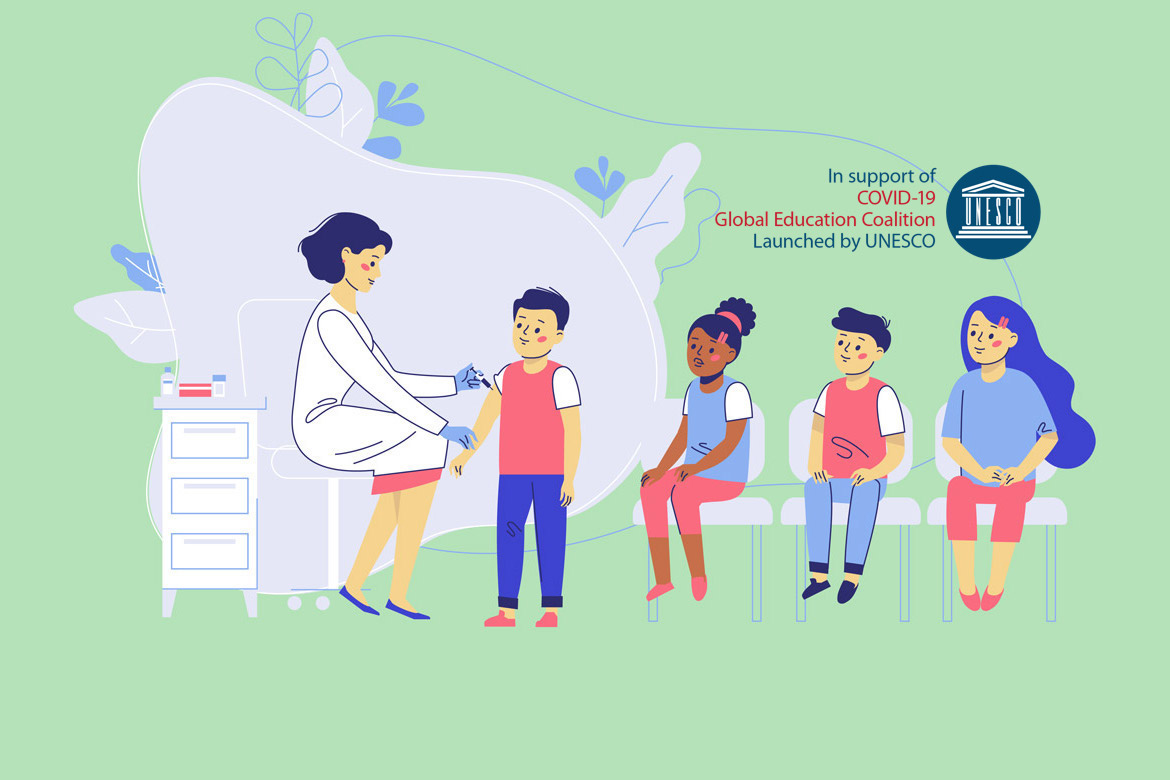 In support of
COVID-19
Global Education Coalition
Launched by UNESCO
UNESCO